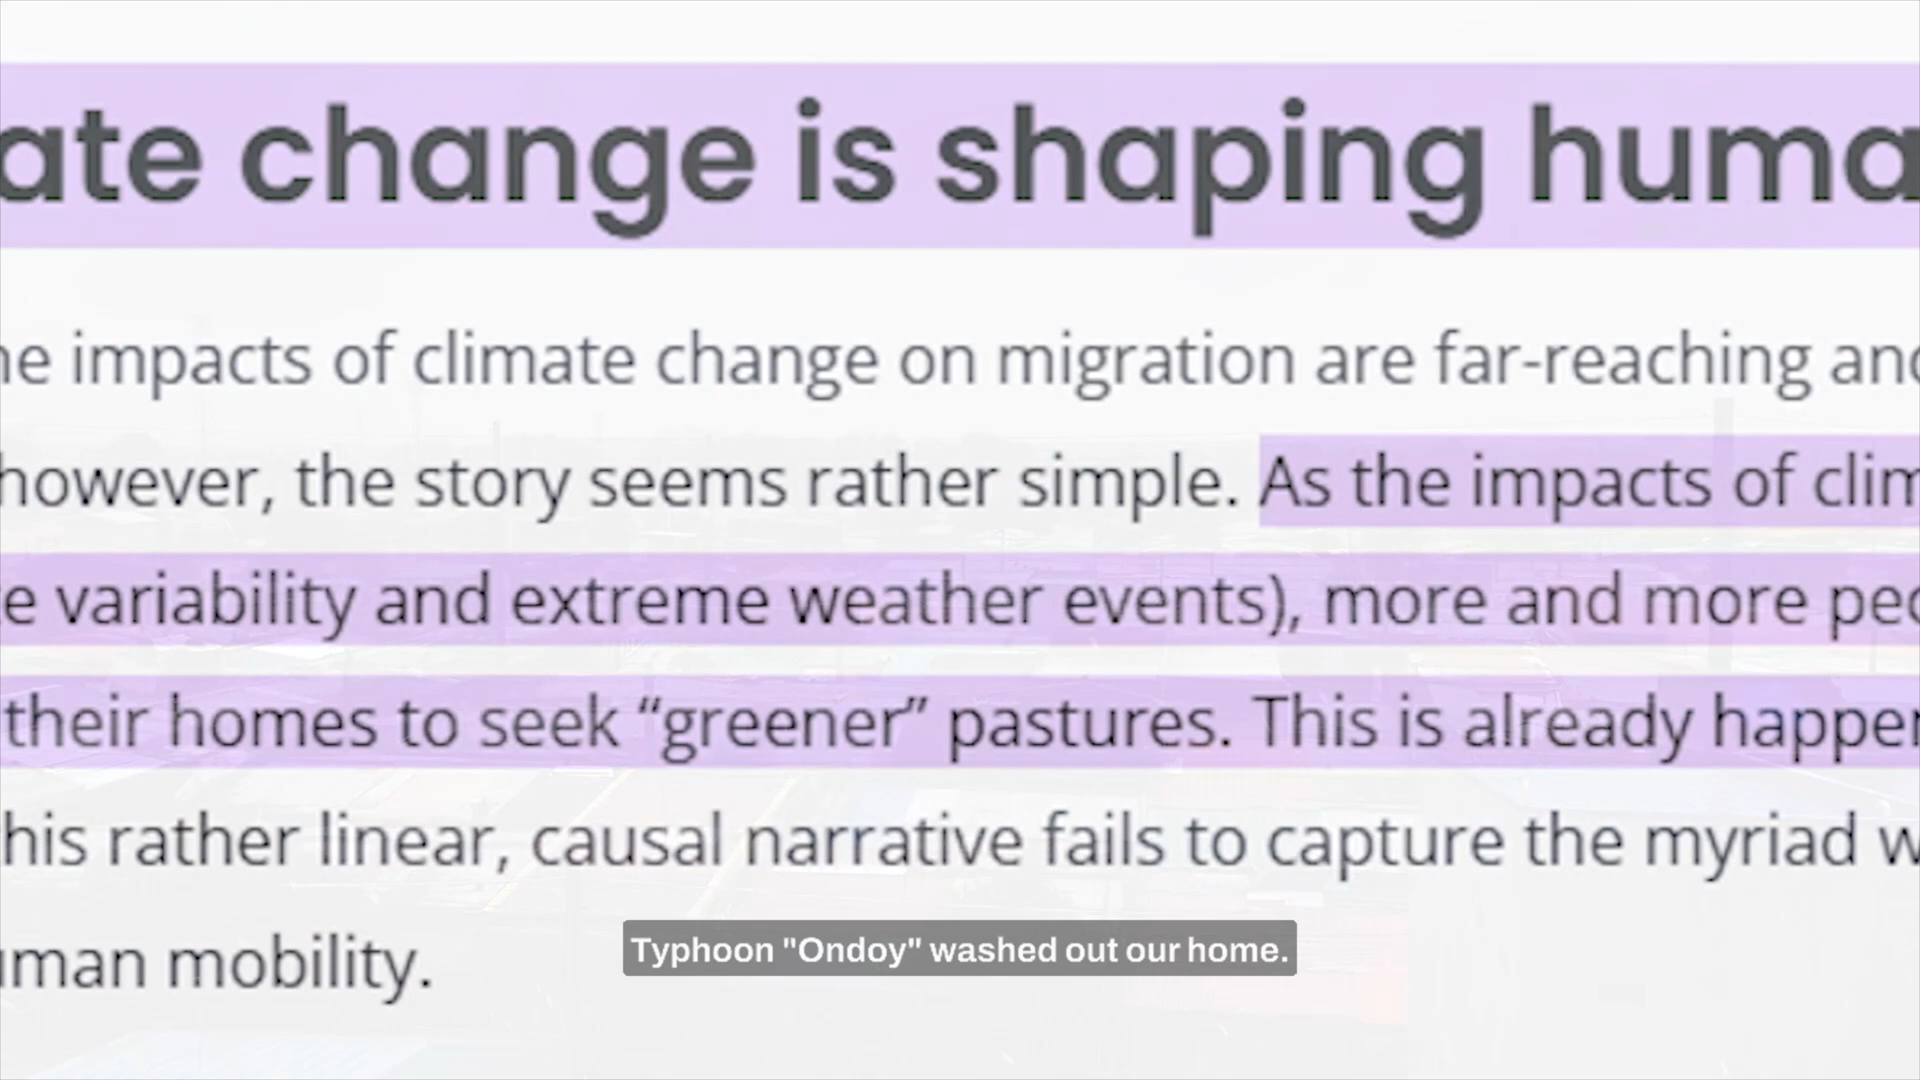 ate change is shaping huma
he impacts of climate change on migration are far-reaching and
however, the story seems rather simple. As the impacts of clim
e variability and extreme weather events), more and more peo
their homes to seek “greener” pastures. This is already happen
his rather linear, causal narrative fails to capture the myriad w
uman mobility.
Typhoon "Ondoy" washed out our home.